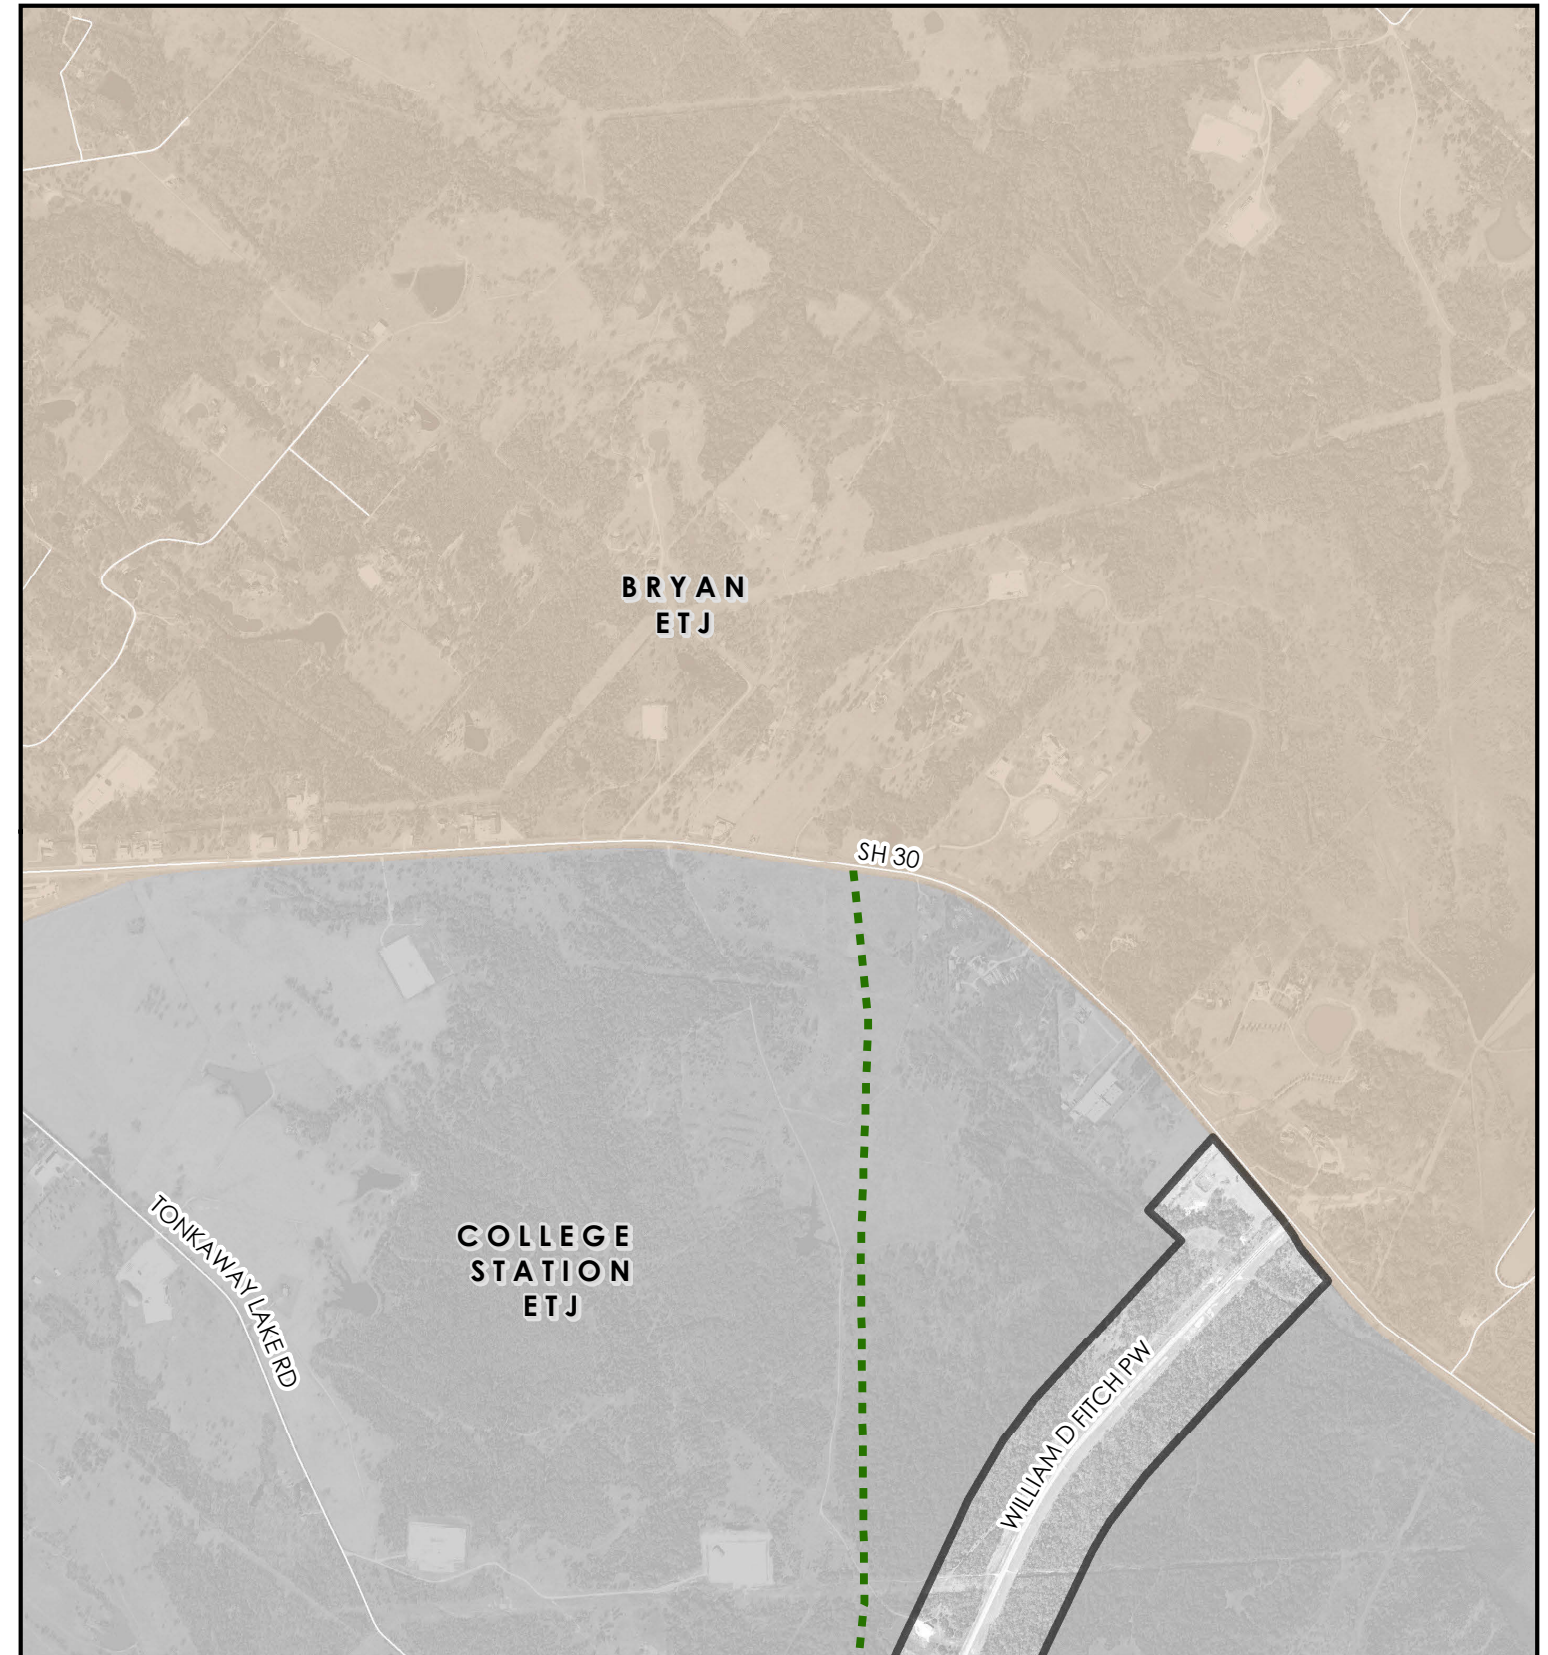 BRYAN
ETJ
SH 30
TONKAWAY LAKE RD
COLLEGE
STATION
ETJ
WILLIAM D FITCH PW